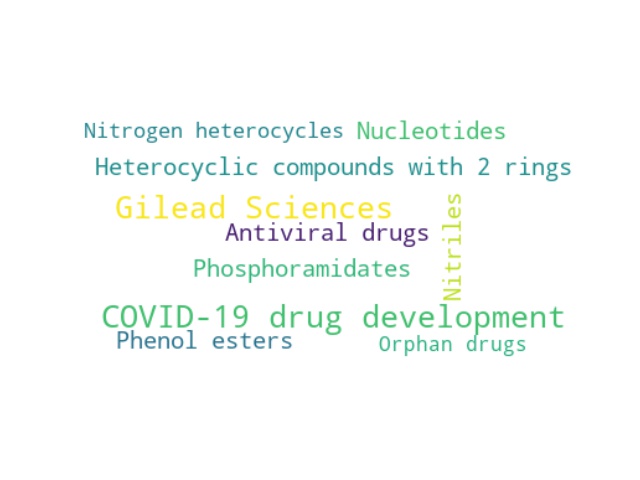 Nitrogen heterocycles Nucleotides
Heterocyclic compounds with 2 rings
Gilead Sciences
Nitriles
Antiviral drugs
Phosphoramidates
COVID-19 drug development
Phenol esters
Orphan drugs